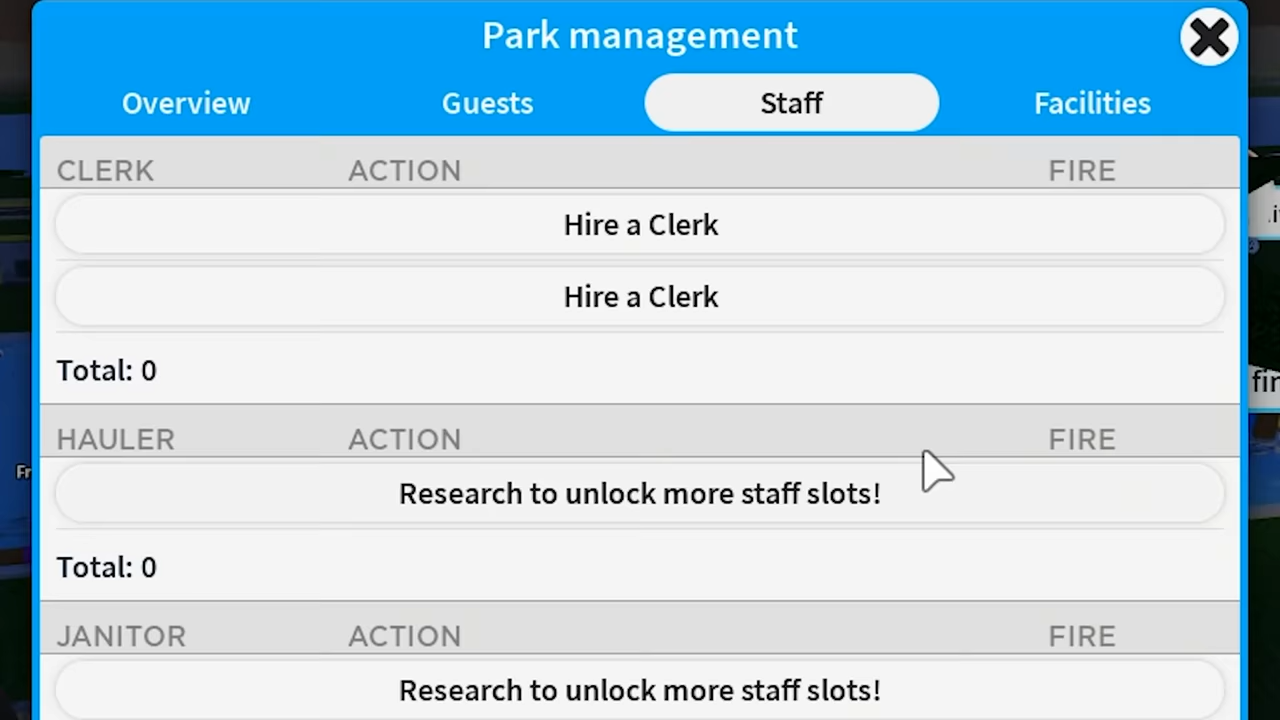 Park management
Overview Guests Staff Facilities
CLERK ACTION FIRE
Hire a Clerk
Hire a Clerk
Total: 0
HAULER ACTION FIRE
Research to unlock more staff slots!
Total: 0
JANITOR ACTION FIRE
Research to unlock more staff slots!